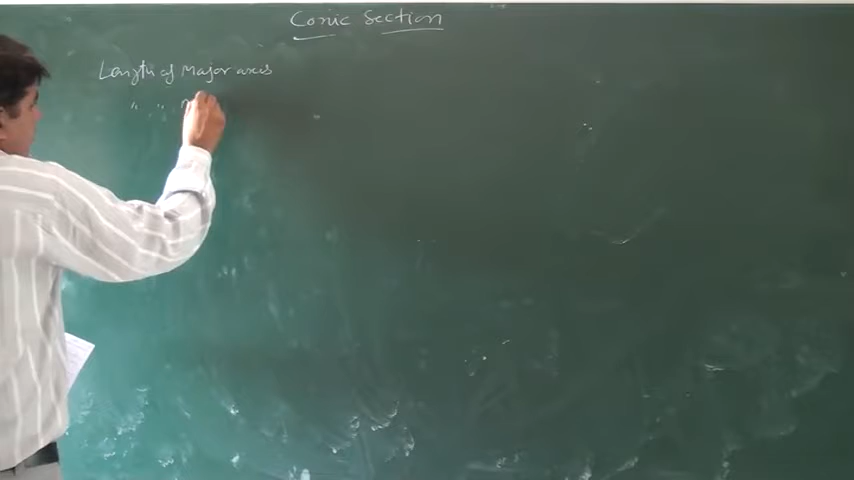 Conic Section
Length of Major axis
" "